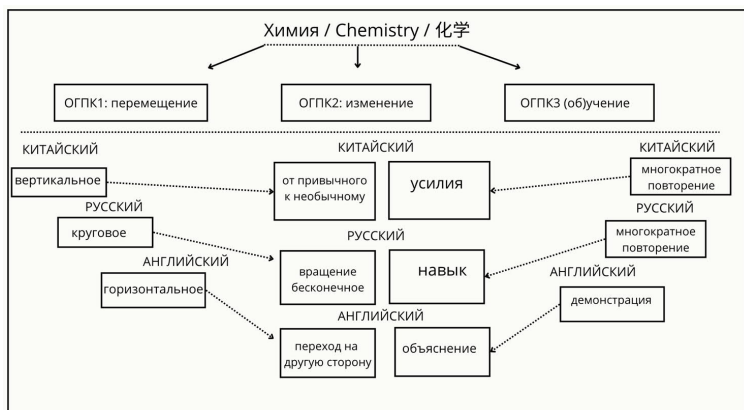 Химия / Chemistry / 化学
ОГПК1: перемещение
ОГПК2: изменение
ОГПК3 (об)учение
КИТАЙСКИЙ
КИТАЙСКИЙ
КИТАЙСКИЙ
вертикальное
от привычного
к необычному
усилия
многократное
повторение
РУССКИЙ
РУССКИЙ
РУССКИЙ
круговое
вращение
бесконечное
навык
многократное
повторение
АНГЛИЙСКИЙ
АНГЛИЙСКИЙ
АНГЛИЙСКИЙ
горизонтальное
переход на
другую сторону
объяснение
демонстрация